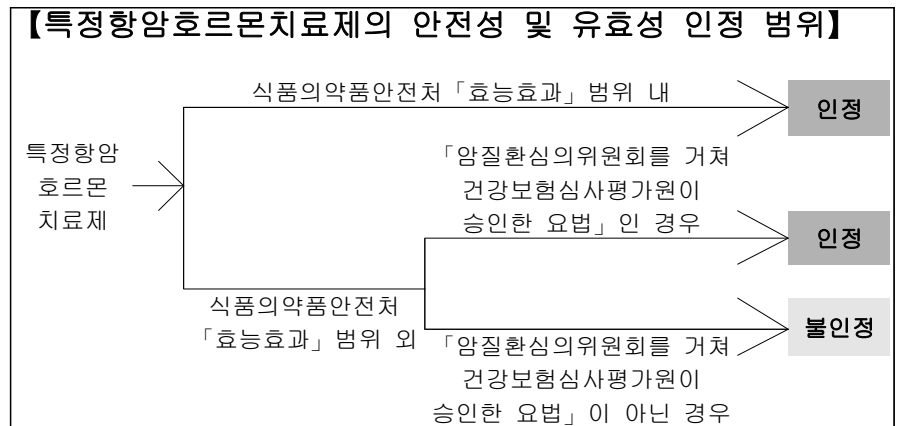 【특정항암호르몬치료제의 안전성 및 유효성 인정 범위】
식품의약품안전처「효능효과」범위 내
인정
특정항암
호르몬
치료제
「암질환심의위원회를 거쳐
건강보험심사평가원이
승인한 요법」인 경우
인정
식품의약품안전처
「효능효과」범위 외
불인정
「암질환심의위원회를 거쳐
건강보험심사평가원이
승인한 요법」이 아닌 경우